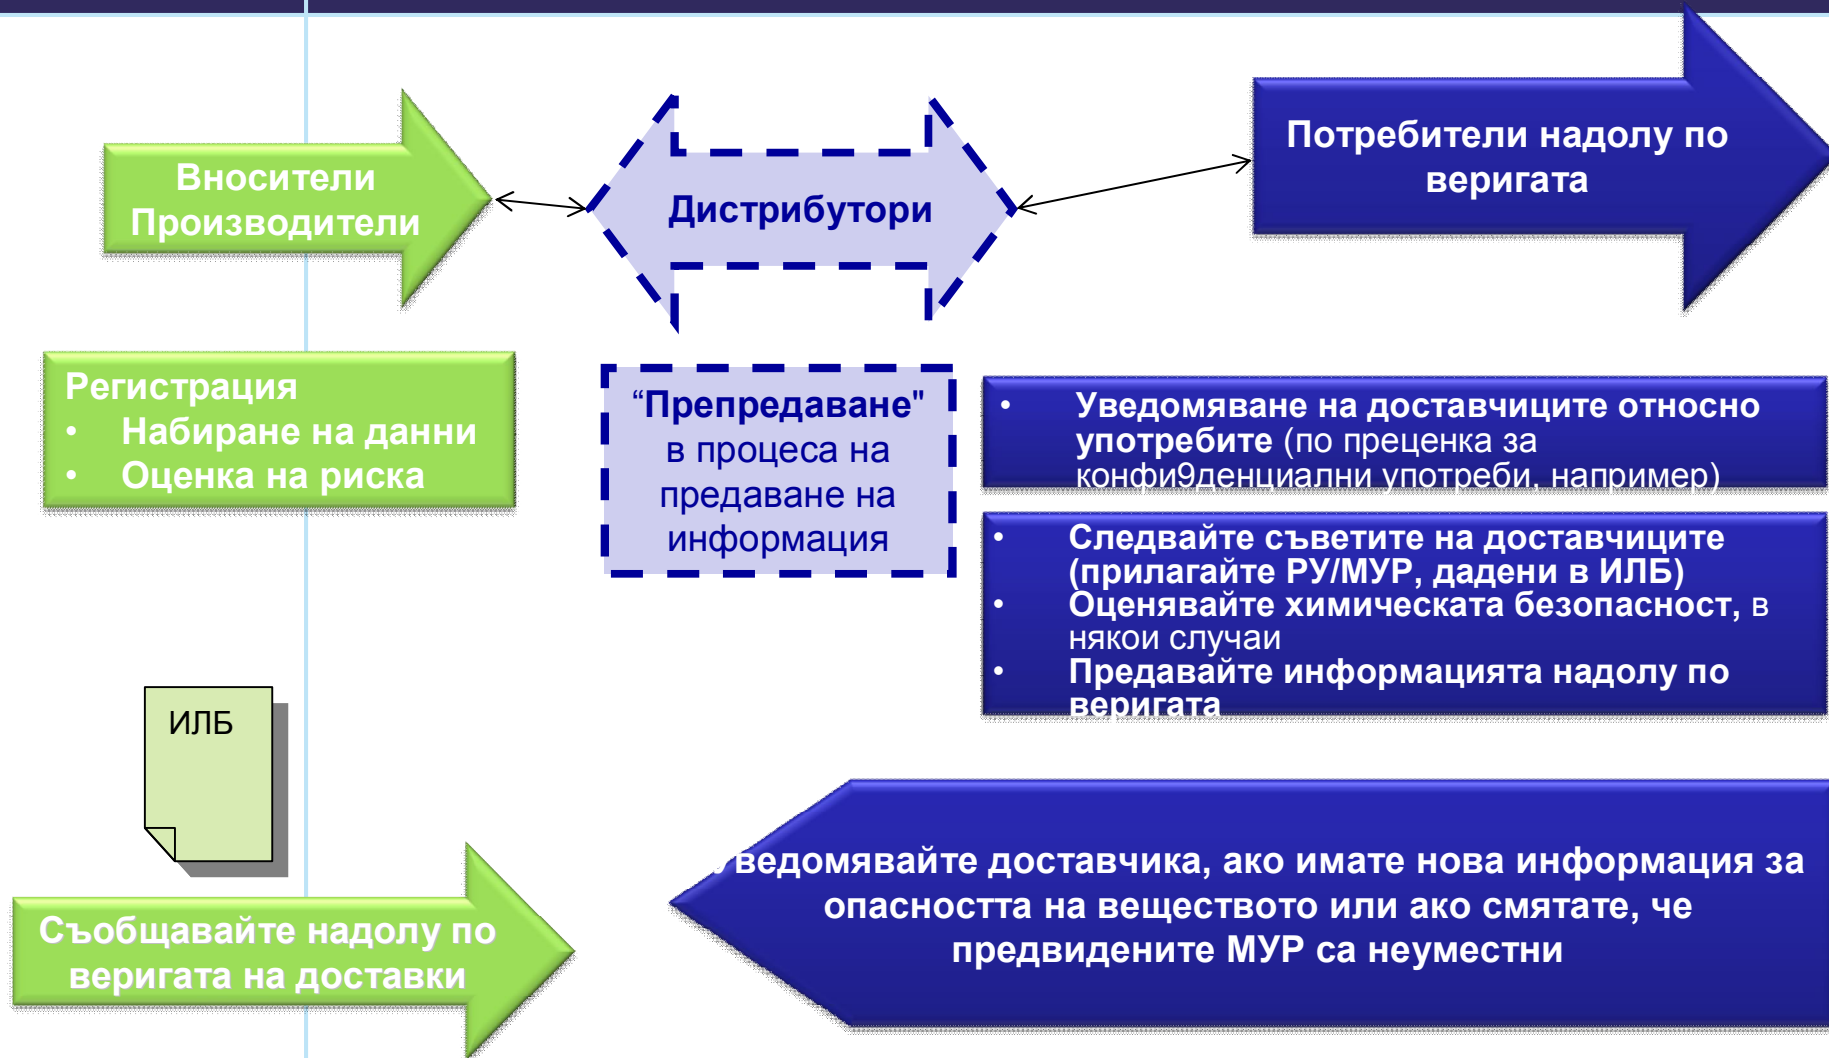 Вносители
Производители
Дистрибутори
Потребители надолу по
веригата
Регистрация
• Набиране на данни
• Оценка на риска
“Препредаване"
в процеса на
предаване на
информация
• Уведомяване на доставчиците относно
употребите (по преценка за
конфи9денциални употреби, например)
• Следвайте съветите на доставчиците
(прилагайте РУ/МУР, дадени в ИЛБ)
• Оценявайте химическата безопасност, в
някои случаи
• Предавайте информацията надолу по
веригата
ИЛБ
Съобщавайте надолу по
веригата на доставки
Уведомявайте доставчика, ако имате нова информация за
опасността на веществото или ако смятате, че
предвидените МУР са неуместни